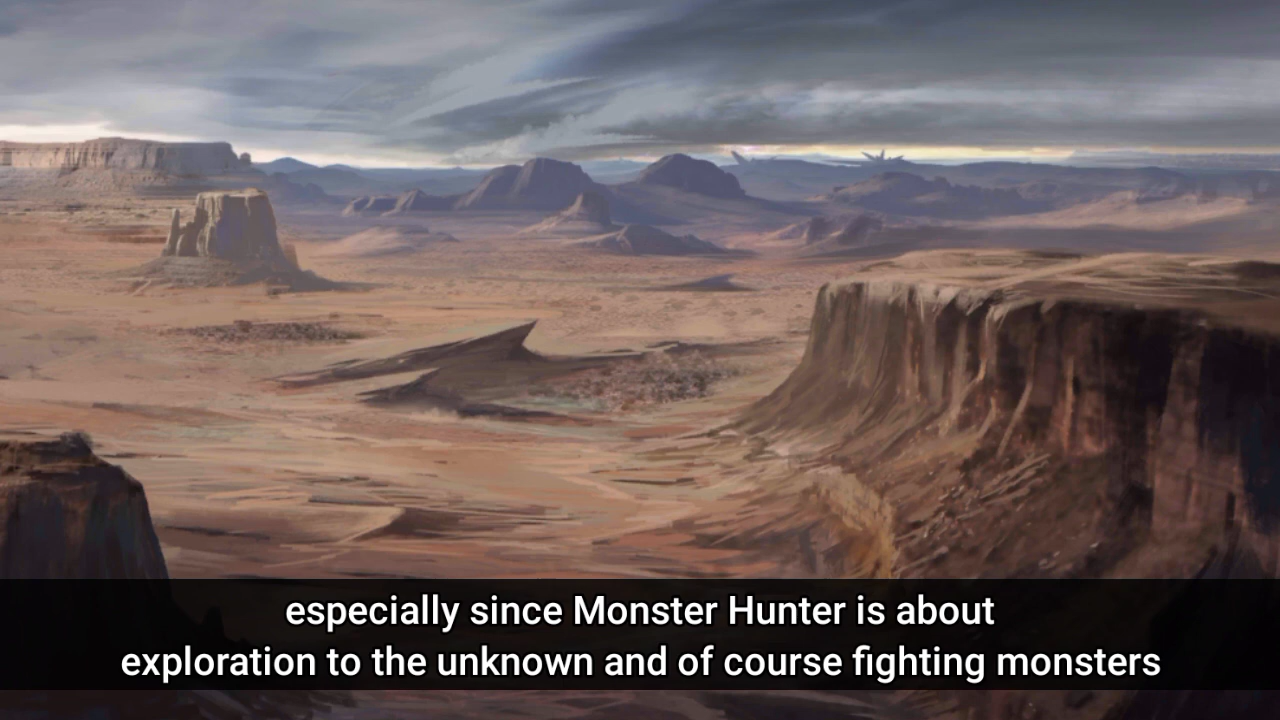 especially since Monster Hunter is about
exploration to the unknown and of course fighting monsters